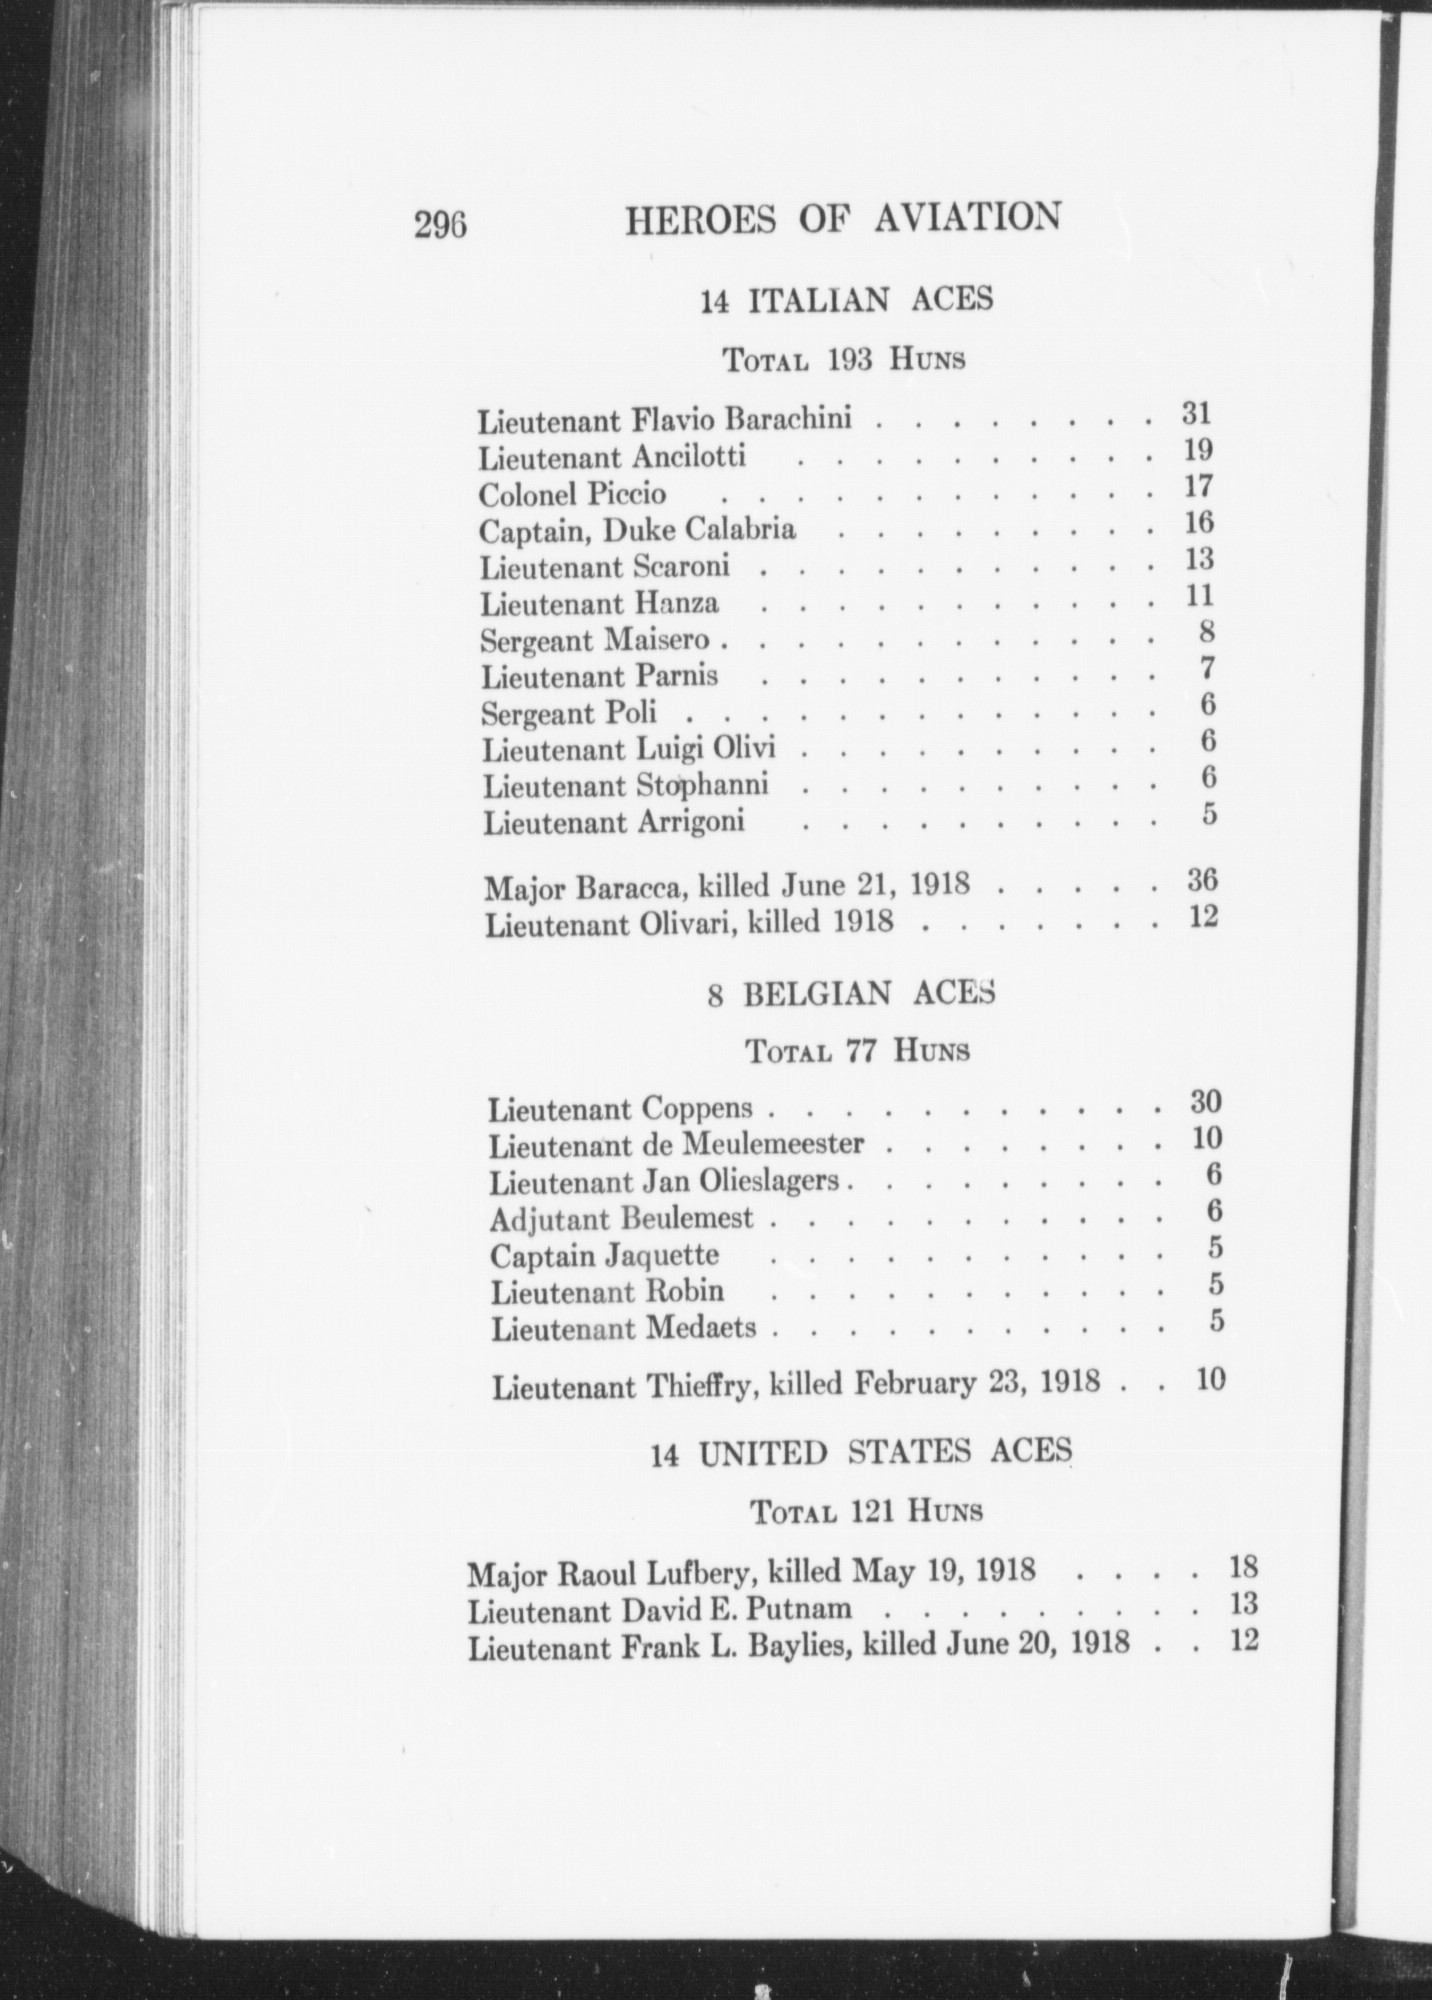 296 HEROES OF AVIATION
14 ITALIAN ACES
TOTAL 193 HUNS
Lieutenant Flavio Barachini . . . . . . . . 31
Lieutenant Ancilotti . . . . . . . . . . 19
Colonel Piccio . . . . . . . . . . . . 17
Captain, Duke Calabria . . . . . . . . . 16
Lieutenant Scaroni . . . . . . . . . . . 13
Lieutenant Hanza . . . . . . . . . . . 11
Sergeant Maisero . . . . . . . . . . . . 8
Lieutenant Parnis . . . . . . . . . . . 7
Sergeant Poli . . . . . . . . . . . . . 6
Lieutenant Luigi Olivi . . . . . . . . . . 6
Lieutenant Stophanni . . . . . . . . . . 6
Lieutenant Arrigoni . . . . . . . . . . 5
Major Baracca, killed June 21, 1918 . . . . . 36
Lieutenant Olivari, killed 1918 . . . . . . . 12
8 BELGIAN ACES
TOTAL 77 HUNS
Lieutenant Coppens . . . . . . . . . . . 30
Lieutenant de Meulemeester . . . . . . . . 10
Lieutenant Jan Olieslagers . . . . . . . . . 6
Adjutant Beulemest . . . . . . . . . . . 6
Captain Jaquette . . . . . . . . . . . 5
Lieutenant Robin . . . . . . . . . . . 5
Lieutenant Medaets . . . . . . . . . . . 5
Lieutenant Thieffry, killed February 23, 1918 . . 10
14 UNITED STATES ACES
TOTAL 121 HUNS
Major Raoul Lufbery, killed May 19, 1918 . . . . 18
Lieutenant David E. Putnam . . . . . . . . . 13
Lieutenant Frank L. Baylies, killed June 20, 1918 . . 12